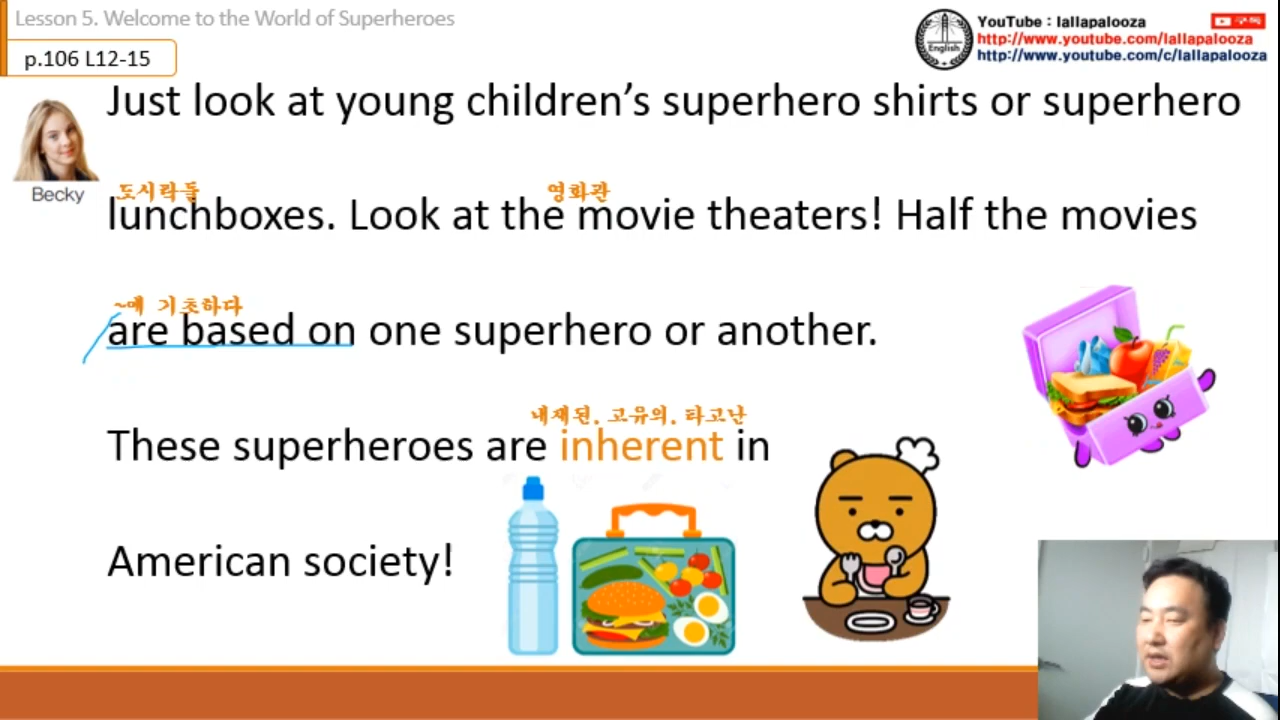 Lesson 5. Welcome to the World of Superheroes
p.106 L12-15
English
YouTube : lallapalooza
구독
http://www.youtube.com/lallapalooza
http://www.youtube.com/c/lallapalooza
Just look at young children’s superhero shirts or superhero
Becky
도시락들
영화관
lunchboxes. Look at the movie theaters! Half the movies
~에 기초하다
are based on one superhero or another.
내재된, 고유의, 타고난
These superheroes are inherent in
American society!